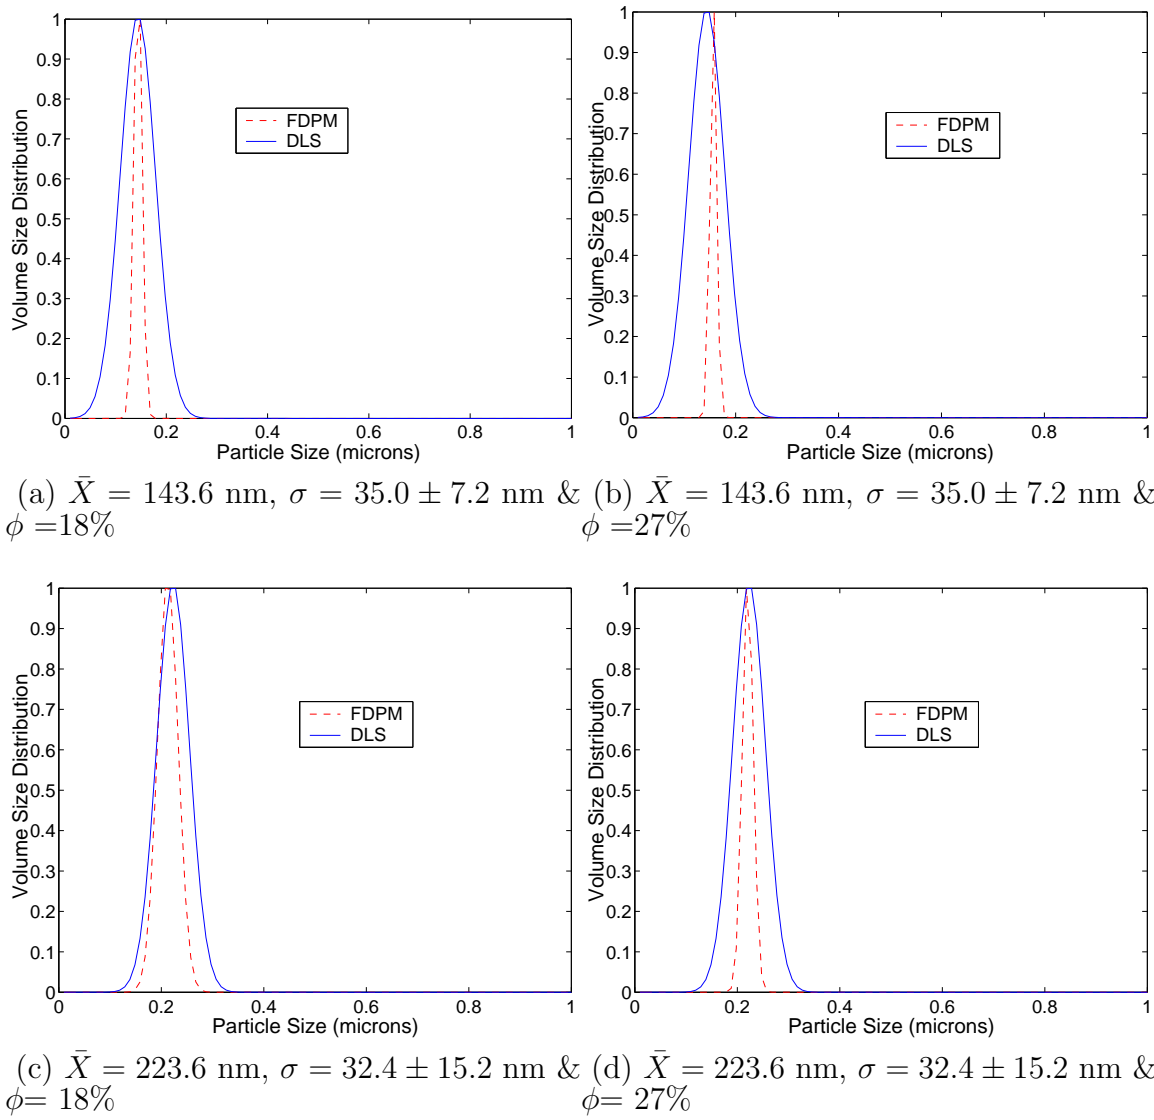 1
0.9
0.8
0.7
0.6
0.5
0.4
0.3
0.2
0.1
0
Volume Size Distribution
FDPM
DLS
0 0.2 0.4 0.6 0.8 1
Particle Size (microns)
(a) X̄ = 143.6 nm, σ = 35.0 ± 7.2 nm &
ϕ =18%
1
0.9
0.8
0.7
0.6
0.5
0.4
0.3
0.2
0.1
0
Volume Size Distribution
FDPM
DLS
0 0.2 0.4 0.6 0.8 1
Particle Size (microns)
(b) X̄ = 143.6 nm, σ = 35.0 ± 7.2 nm &
ϕ =27%
1
0.9
0.8
0.7
0.6
0.5
0.4
0.3
0.2
0.1
0
Volume Size Distribution
FDPM
DLS
0 0.2 0.4 0.6 0.8 1
Particle Size (microns)
(c) X̄ = 223.6 nm, σ = 32.4 ± 15.2 nm &
ϕ= 18%
1
0.9
0.8
0.7
0.6
0.5
0.4
0.3
0.2
0.1
0
Volume Size Distribution
FDPM
DLS
0 0.2 0.4 0.6 0.8 1
Particle Size (microns)
(d) X̄ = 223.6 nm, σ = 32.4 ± 15.2 nm &
ϕ= 27%